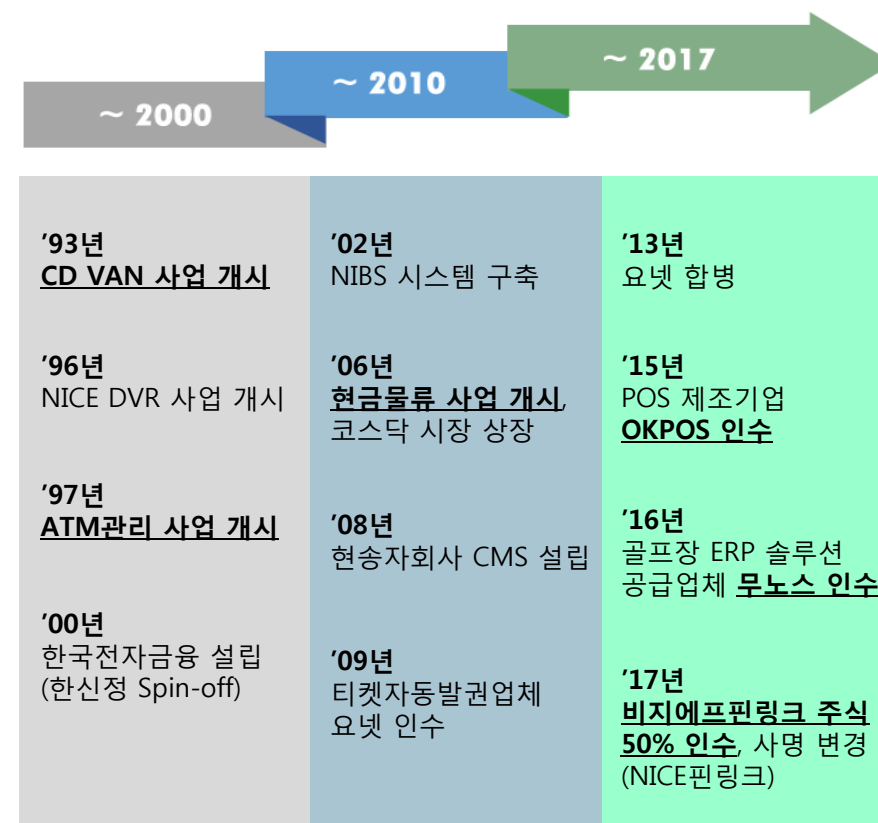 ~ 2000
~ 2010
~ 2017
’93년
CD VAN 사업 개시
’96년
NICE DVR 사업 개시
’97년
ATM관리 사업 개시
’00년
한국전자금융 설립
(한신정 Spin-off)
’02년
NIBS 시스템 구축
’06년
현금물류 사업 개시,
코스닥 시장 상장
’08년
현송자회사 CMS 설립
’09년
티켓자동발권업체
요넷 인수
’13년
요넷 합병
’15년
POS 제조기업
OKPOS 인수
’16년
골프장 ERP 솔루션
공급업체 무노스 인수
’17년
비지에프핀링크 주식
50% 인수, 사명 변경
(NICE핀링크)